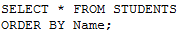 SELECT * FROM STUDENTS
ORDER BY Name;